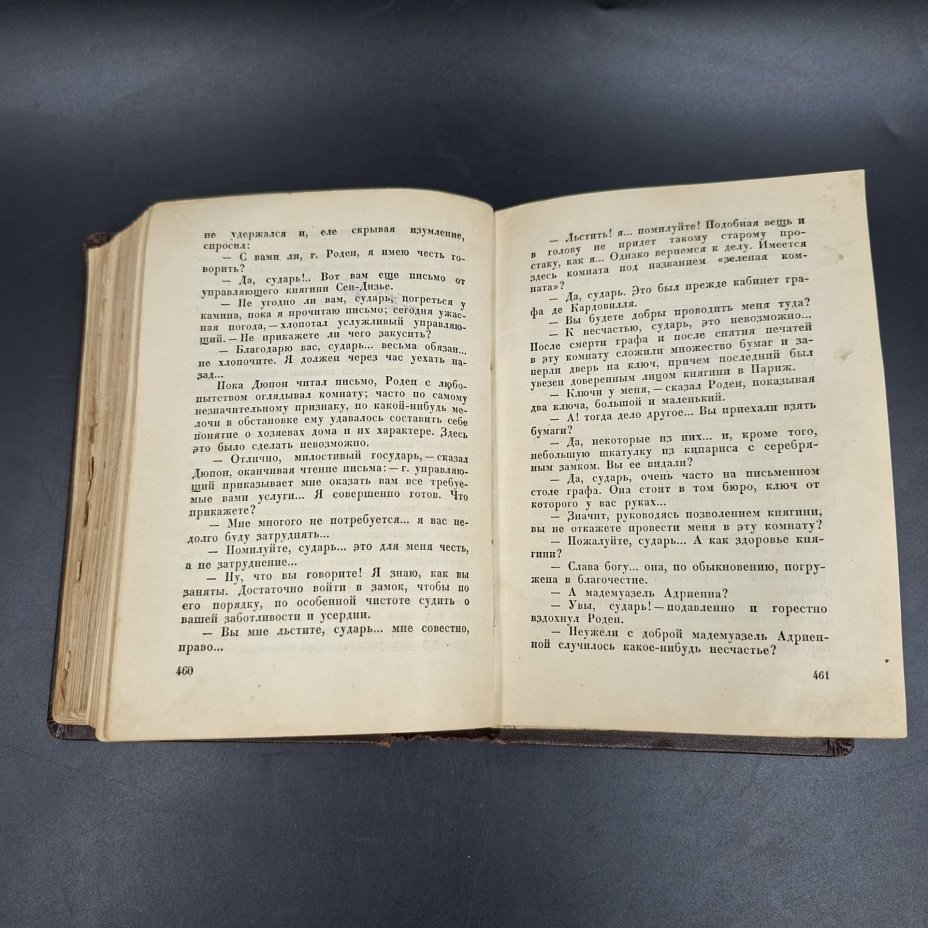 не удержался и, еле скрывая изумление,
спросил:
— С вами ли, г. Роден, я имею честь го-
ворить?
— Да, сударь!.. Вот вам еще письмо от
управляющего княгини Сен-Дизье.
— Не угодно ли вам, сударь, погреться у
камина, пока я прочитаю письмо; сегодня ужас-
ная погода, — хлопотал услужливый управляю-
щий. — Не прикажете ли чего закусить?
— Благодарю вас, сударь... весьма обязан...
не хлопочите. Я должен через час уехать на-
зад...
Пока Дюпон читал письмо, Роден с любо-
пытством оглядывал комнату; часто по самому
незначительному признаку, по какой-нибудь ме-
лочи в обстановке ему удавалось составить себе
понятие о хозяевах дома и их характере. Здесь
это было сделать невозможно.
— Отлично, милостивый государь, — сказал
Дюпон, оканчивая чтение письма: — г. управляю-
щий приказывает мне оказать вам все требуе-
мые вами услуги... Я совершенно готов. Что
прикажете?
— Мне многого не потребуется... я вас не-
долго буду затруднять...
— Помилуйте, сударь... это для меня честь,
а не затруднение...
— Ну, что вы говорите! Я знаю, как вы
заняты. Достаточно войти в замок, чтобы по
его порядку, по особенной чистоте судить о
вашей заботливости и усердии.
— Вы мне льстите, сударь... мне совестно,
право...
460
— Льстить! я... помилуйте! Подобная вещь и
в голову не придет такому старому про-
стаку, как я... Однако вернемся к делу. Имеется
здесь комната под названием «зеленая ком-
ната»?
— Да, сударь. Это был прежде кабинет гра-
фа де Кардовилля.
— Вы будете добры проводить меня туда?
— К несчастью, сударь, это невозможно...
После смерти графа и после снятия печатей
в эту комнату сложили множество бумаг и за-
перли дверь на ключ, причем последний был
увезен доверенным лицом княгини в Париж.
— Ключи у меня, — сказал Роден, показывая
два ключа, большой и маленький.
— А! тогда дело другое... Вы приехали взять
бумаги?
— Да, некоторые из них... и, кроме того,
небольшую шкатулку из кипариса с серебря-
ным замком. Вы ее видали?
— Да, сударь, очень часто на письменном
столе графа. Она стоит в том бюро, ключ от
которого у вас в руках...
— Значит, руководясь позволением княгини,
вы не откажете провести меня в эту комнату?
— Пожалуйте, сударь... А как здоровье кня-
гини?
— Слава богу... она, по обыкновению, погру-
жена в благочестие.
— А мадемуазель Адриенна?
— Увы, сударь! — подавленно и горестно
вздохнул Роден.
— Неужели с доброй мадемуазель Адриен-
ной случилось какое-нибудь несчастье?
461